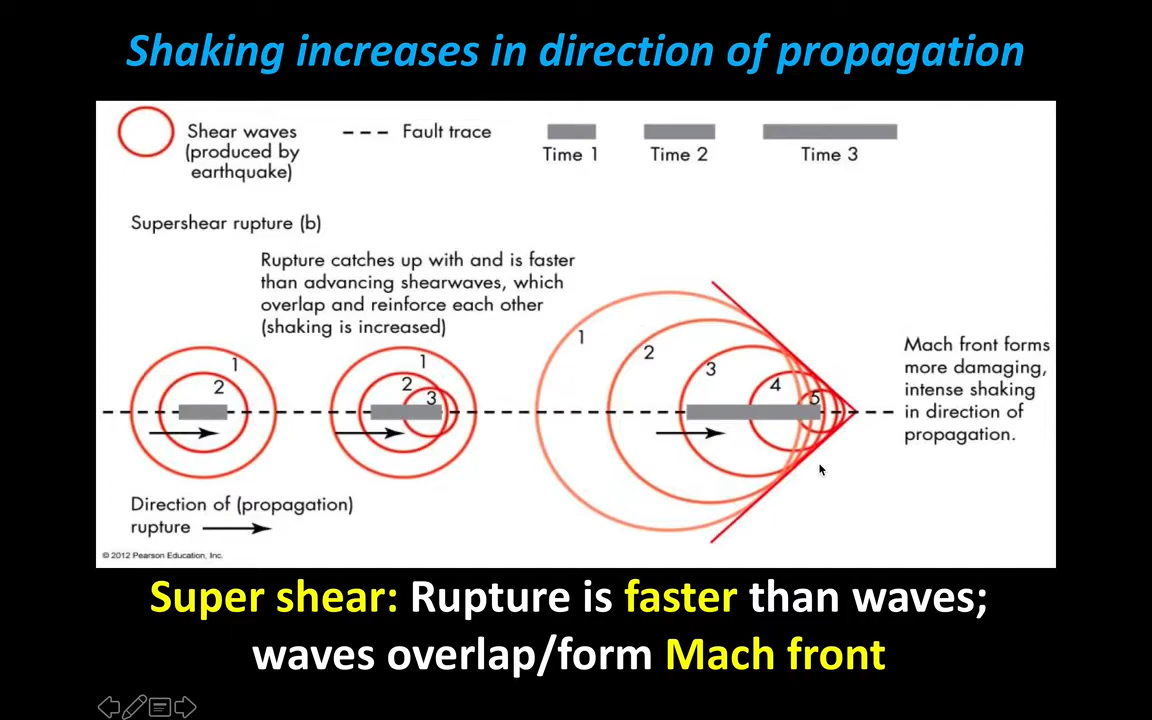 Shaking increases in direction of propagation
Shear waves
(produced by
earthquake)
Fault trace
Time 1
Time 2
Time 3
Supershear rupture (b)
Rupture catches up with and is faster
than advancing shearwaves, which
overlap and reinforce each other
(shaking is increased)
1
2
1
2
3
1
2
3
4
5
Mach front forms
more damaging,
intense shaking
in direction of
propagation.
Direction of (propagation)
rupture
© 2012 Pearson Education, Inc.
Super shear: Rupture is faster than waves;
waves overlap/form Mach front